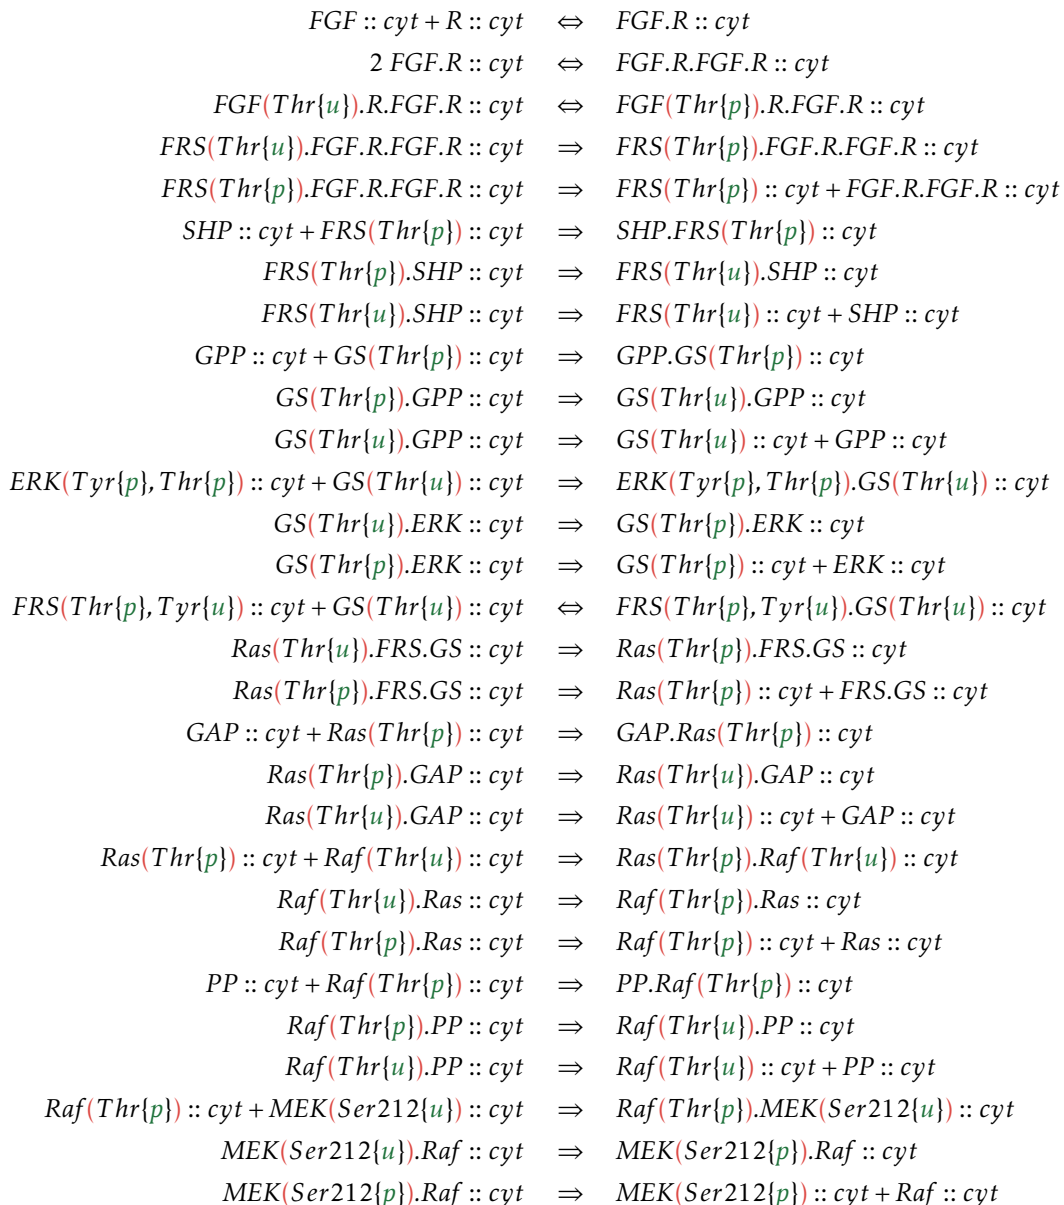 FGF :: cyt + R :: cyt ⇔ FGF.R :: cyt
2 FGF.R :: cyt ⇔ FGF.R.FGF.R :: cyt
FGF(Thr{u}).R.FGF.R :: cyt ⇔ FGF(Thr{p}).R.FGF.R :: cyt
FRS(Thr{u}).FGF.R.FGF.R :: cyt ⇒ FRS(Thr{p}).FGF.R.FGF.R :: cyt
FRS(Thr{p}).FGF.R.FGF.R :: cyt ⇒ FRS(Thr{p}) :: cyt + FGF.R.FGF.R :: cyt
SHP :: cyt + FRS(Thr{p}) :: cyt ⇒ SHP.FRS(Thr{p}) :: cyt
FRS(Thr{p}).SHP :: cyt ⇒ FRS(Thr{u}).SHP :: cyt
FRS(Thr{u}).SHP :: cyt ⇒ FRS(Thr{u}) :: cyt + SHP :: cyt
GPP :: cyt + GS(Thr{p}) :: cyt ⇒ GPP.GS(Thr{p}) :: cyt
GS(Thr{p}).GPP :: cyt ⇒ GS(Thr{u}).GPP :: cyt
GS(Thr{u}).GPP :: cyt ⇒ GS(Thr{u}) :: cyt + GPP :: cyt
ERK(Tyr{p}, Thr{p}) :: cyt + GS(Thr{u}) :: cyt ⇒ ERK(Tyr{p}, Thr{p}).GS(Thr{u}) :: cyt
GS(Thr{u}).ERK :: cyt ⇒ GS(Thr{p}).ERK :: cyt
GS(Thr{p}).ERK :: cyt ⇒ GS(Thr{p}) :: cyt + ERK :: cyt
FRS(Thr{p}, Tyr{u}) :: cyt + GS(Thr{u}) :: cyt ⇔ FRS(Thr{p}, Tyr{u}).GS(Thr{u}) :: cyt
Ras(Thr{u}).FRS.GS :: cyt ⇒ Ras(Thr{p}).FRS.GS :: cyt
Ras(Thr{p}).FRS.GS :: cyt ⇒ Ras(Thr{p}) :: cyt + FRS.GS :: cyt
GAP :: cyt + Ras(Thr{p}) :: cyt ⇒ GAP.Ras(Thr{p}) :: cyt
Ras(Thr{p}).GAP :: cyt ⇒ Ras(Thr{u}).GAP :: cyt
Ras(Thr{u}).GAP :: cyt ⇒ Ras(Thr{u}) :: cyt + GAP :: cyt
Ras(Thr{p}) :: cyt + Raf(Thr{u}) :: cyt ⇒ Ras(Thr{p}).Raf(Thr{u}) :: cyt
Raf(Thr{u}).Ras :: cyt ⇒ Raf(Thr{p}).Ras :: cyt
Raf(Thr{p}).Ras :: cyt ⇒ Raf(Thr{p}) :: cyt + Ras :: cyt
PP :: cyt + Raf(Thr{p}) :: cyt ⇒ PP.Raf(Thr{p}) :: cyt
Raf(Thr{p}).PP :: cyt ⇒ Raf(Thr{u}).PP :: cyt
Raf(Thr{u}).PP :: cyt ⇒ Raf(Thr{u}) :: cyt + PP :: cyt
Raf(Thr{p}) :: cyt + MEK(Ser212{u}) :: cyt ⇒ Raf(Thr{p}).MEK(Ser212{u}) :: cyt
MEK(Ser212{u}).Raf :: cyt ⇒ MEK(Ser212{p}).Raf :: cyt
MEK(Ser212{p}).Raf :: cyt ⇒ MEK(Ser212{p}) :: cyt + Raf :: cyt